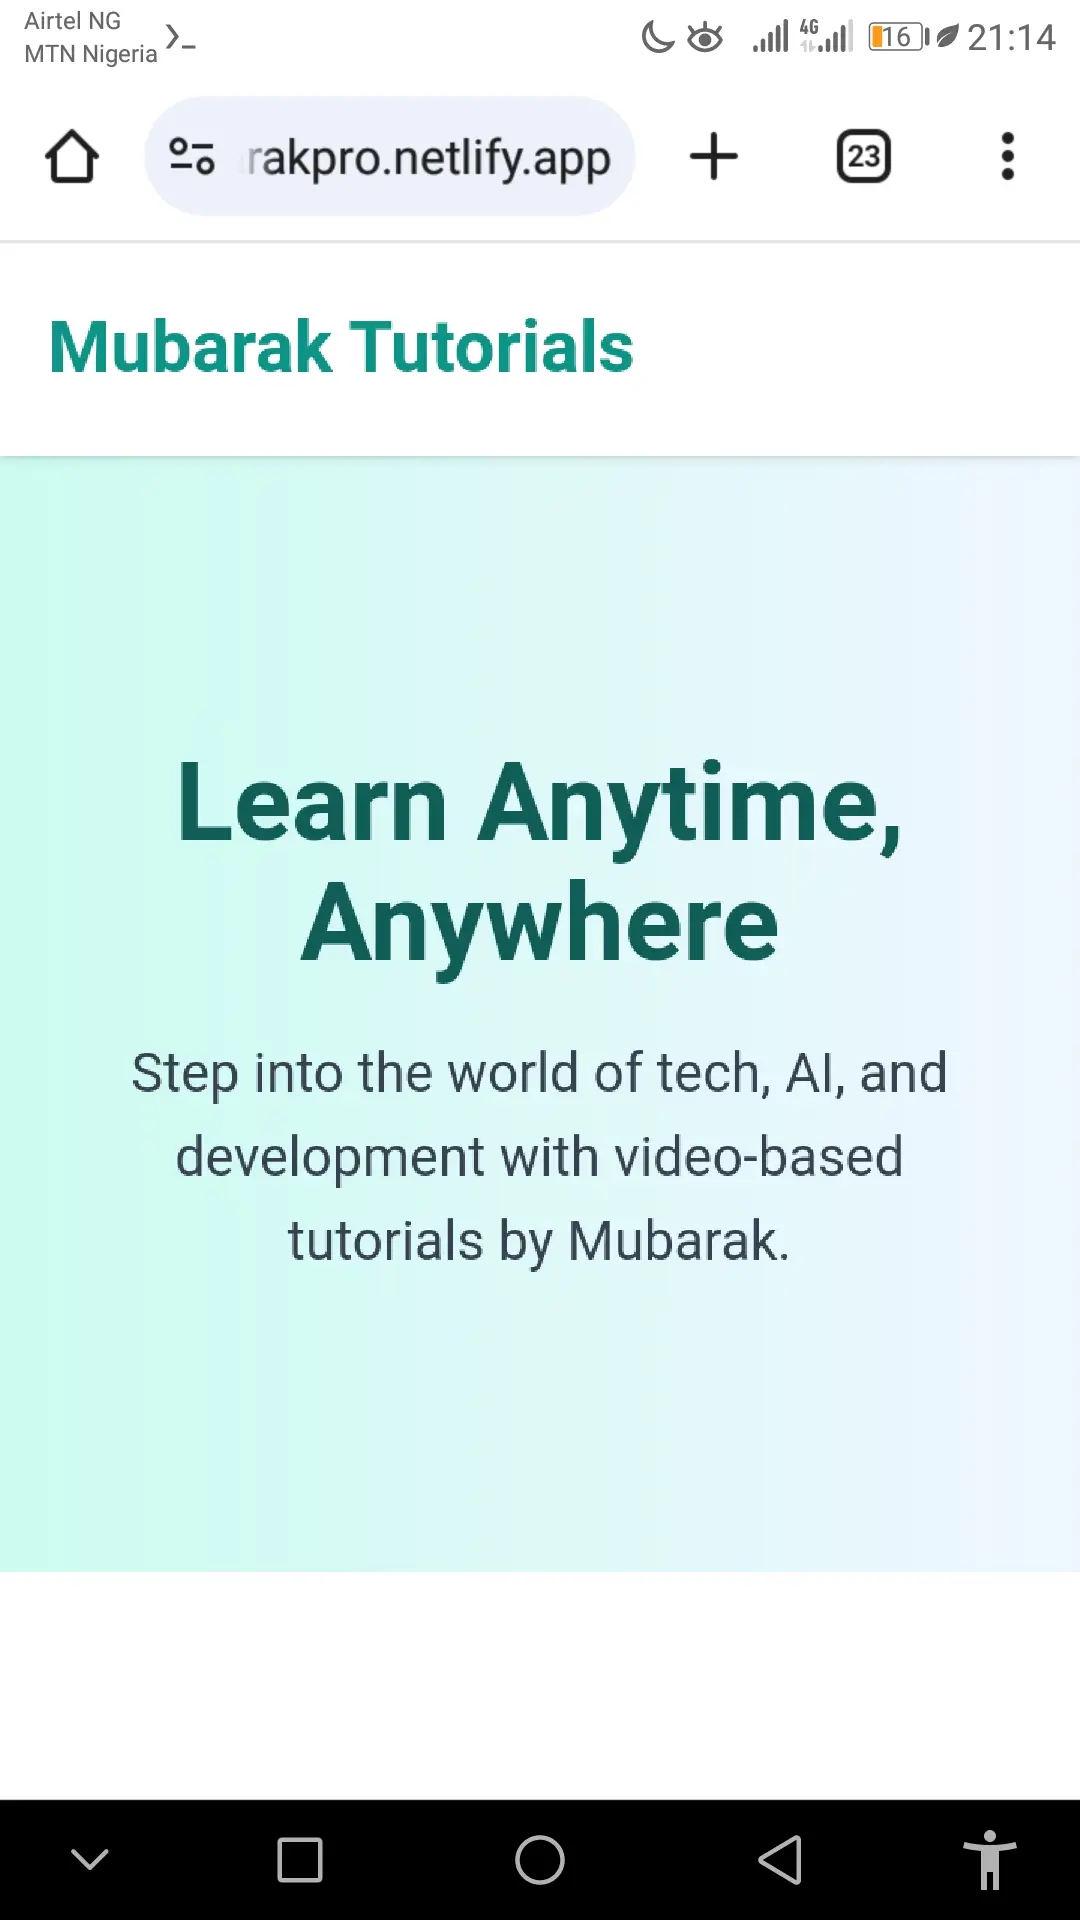 Airtel NG
MTN Nigeria
4G
16
21:14
rakpro.netlify.app
23
Mubarak Tutorials
Learn Anytime,
Anywhere
Step into the world of tech, AI, and
development with video-based
tutorials by Mubarak.